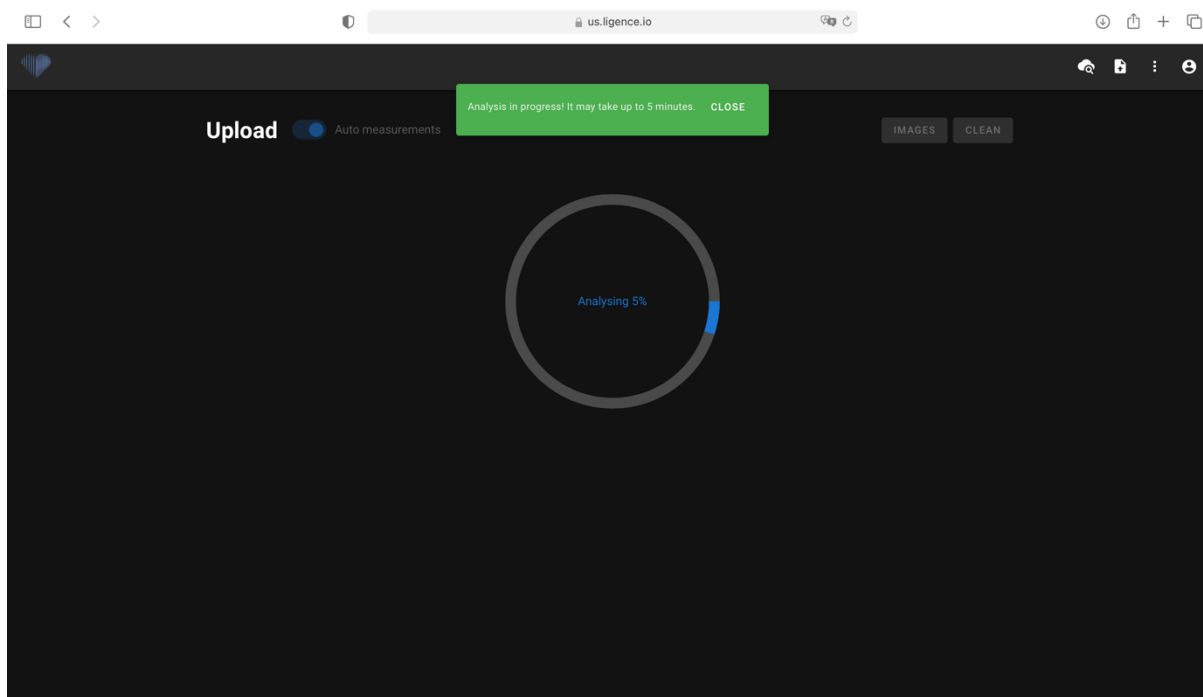 us.ligence.io
Analysis in progress! It may take up to 5 minutes. CLOSE
Upload Auto measurements
IMAGES CLEAN
Analysing 5%